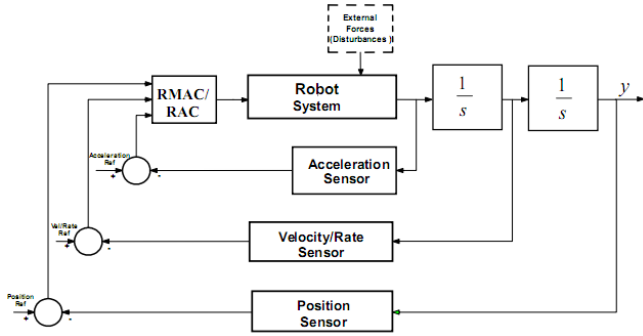 External
Forces
(Disturbances )
RMAC/
RAC
Robot
System
1
s
1
s
y
Acceleration
Ref
+
-
Acceleration
Sensor
Vel/Rate
Ref
+
-
Velocity/Rate
Sensor
Position
Ref
+
-
Position
Sensor